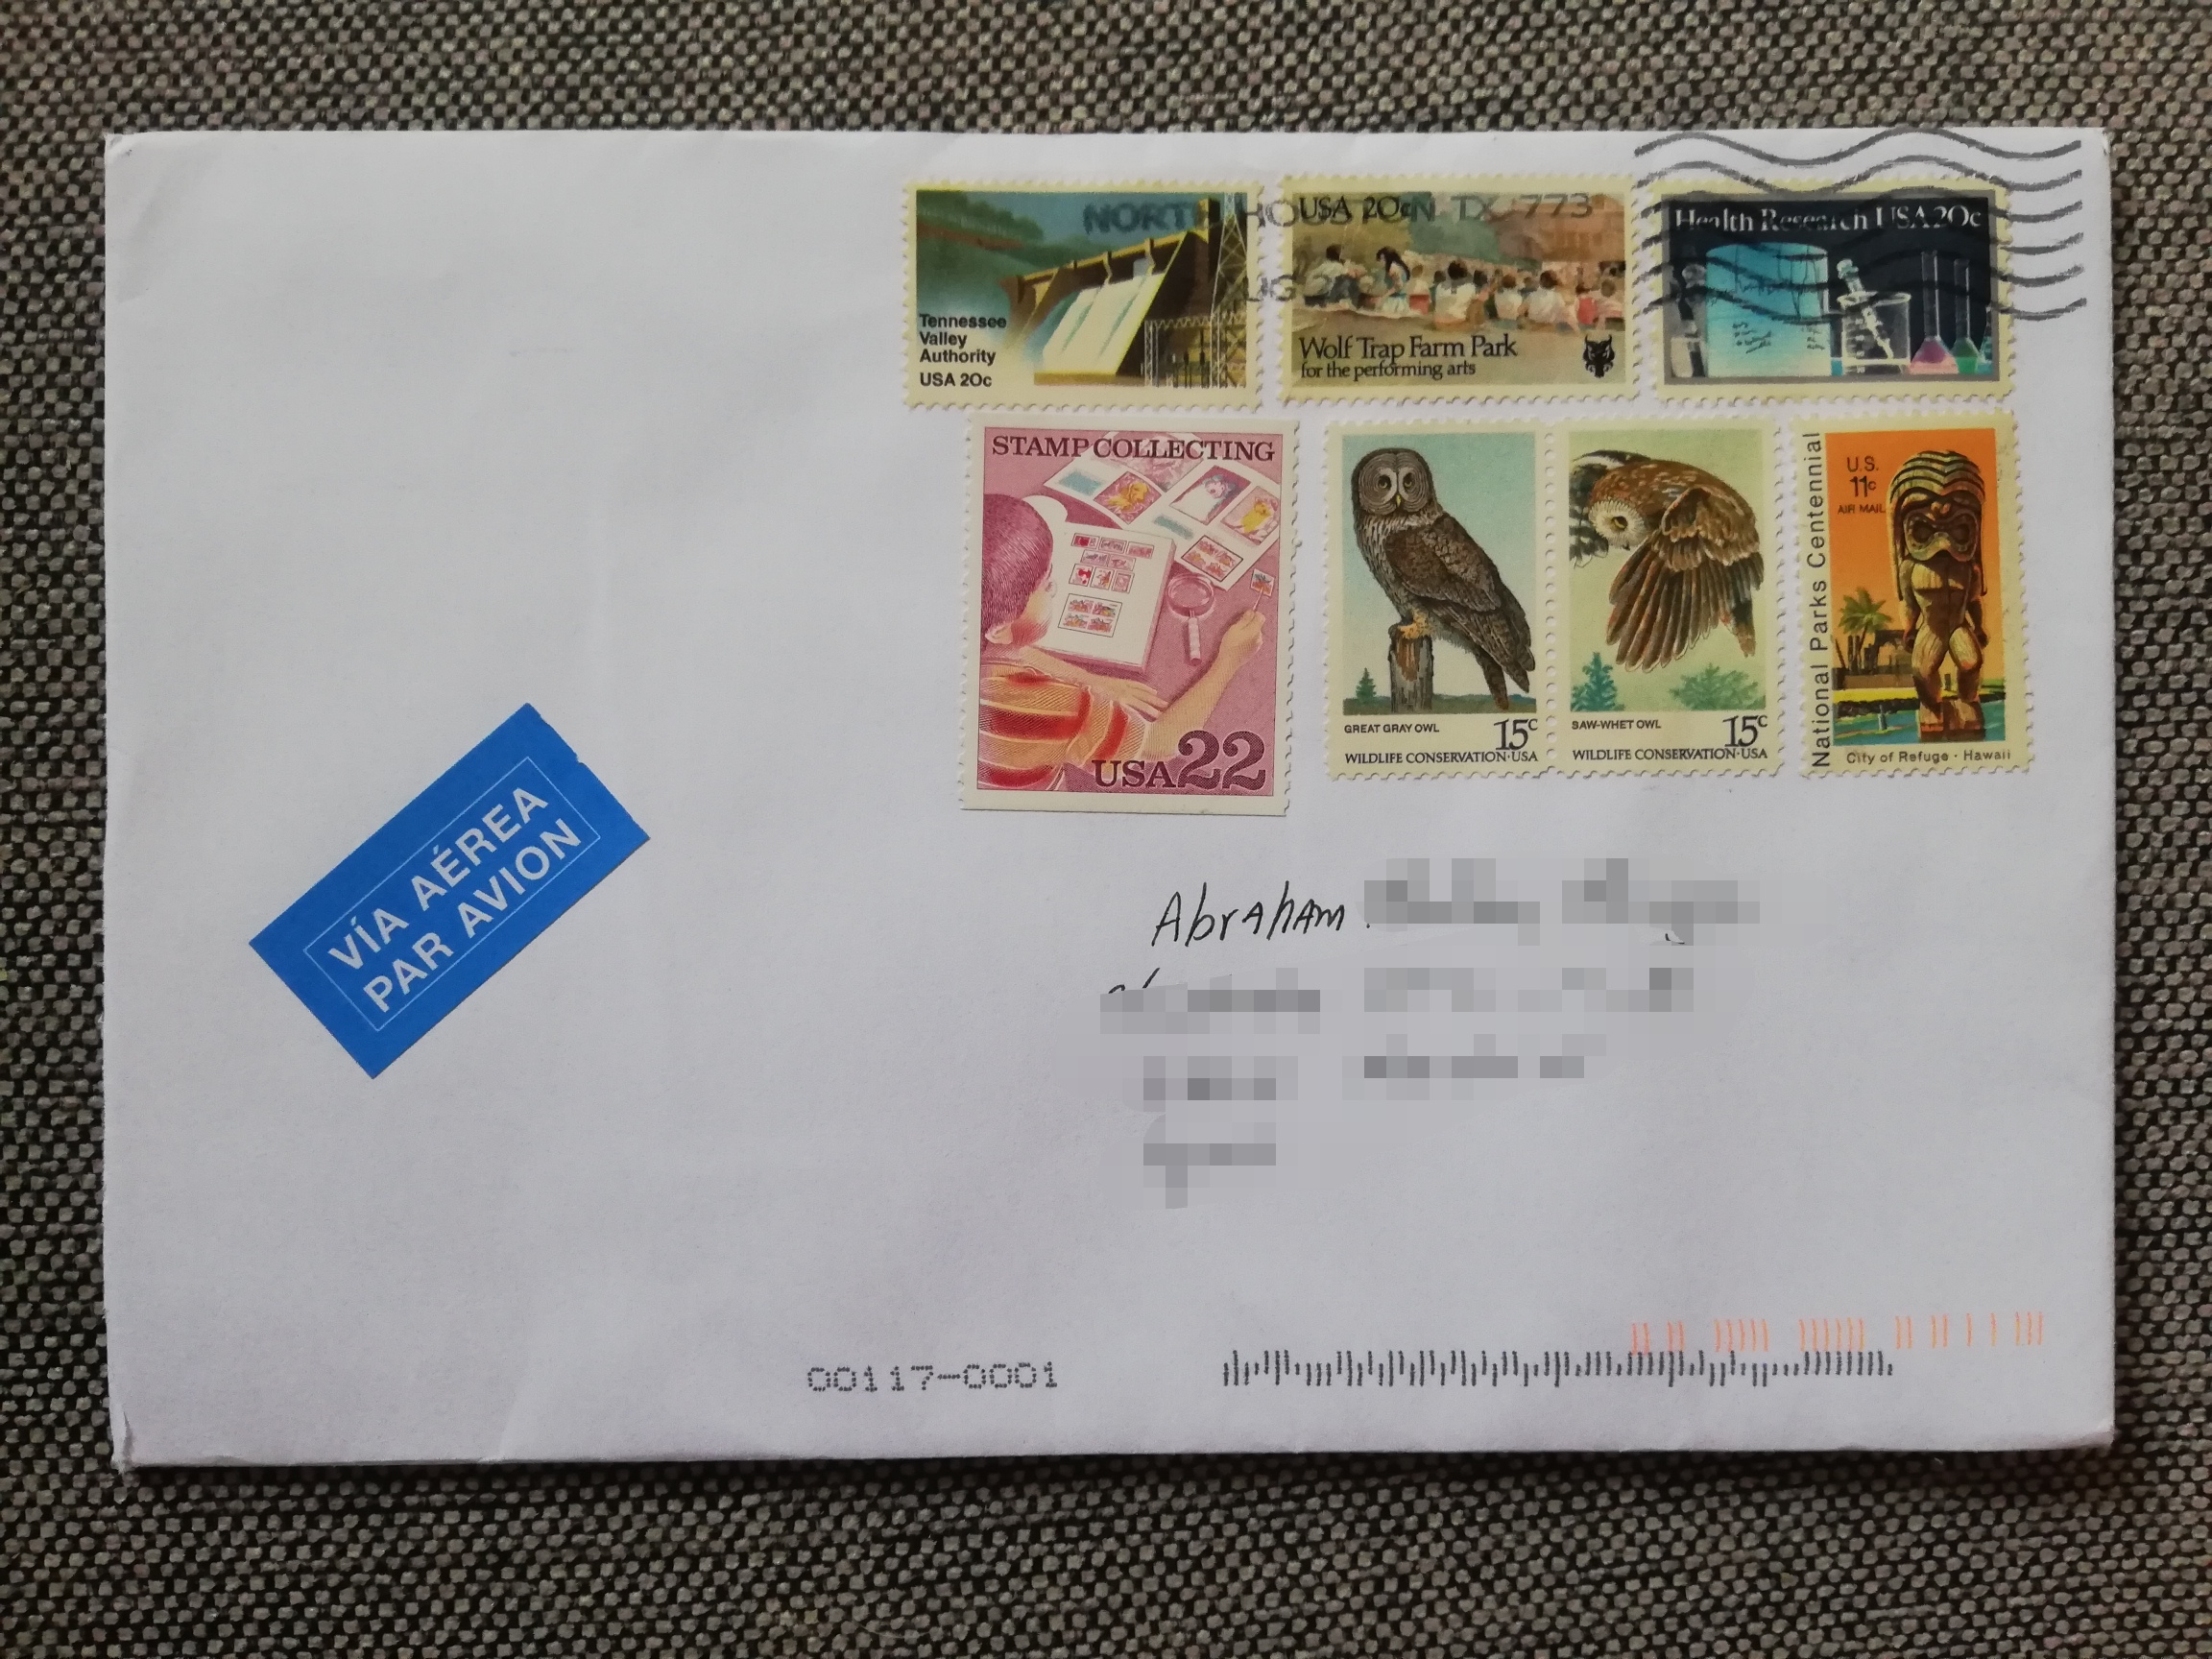 NORTH HOUSTON TX 773
Tennessee
Valley
Authority
USA 20c
USA 20c
Wolf Trap Farm Park
for the performing arts
Health Research USA 20c
STAMP COLLECTING
USA 22
GREAT GRAY OWL 15c
WILDLIFE CONSERVATION·USA
SAW-WHET OWL 15c
WILDLIFE CONSERVATION·USA
National Parks Centennial
U.S.
11c
AIR MAIL
City of Refuge · Hawaii
VÍA AÉREA
PAR AVION
Abraham
00117-0001